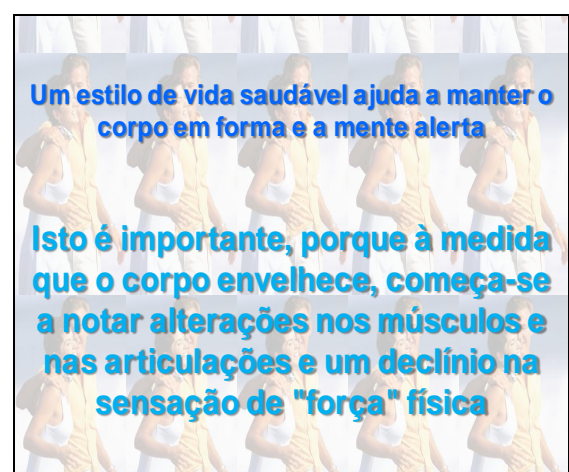 Um estilo de vida saudável ajuda a manter o
corpo em forma e a mente alerta
Isto é importante, porque à medida
que o corpo envelhece, começa-se
a notar alterações nos músculos e
nas articulações e um declínio na
sensação de "força" física